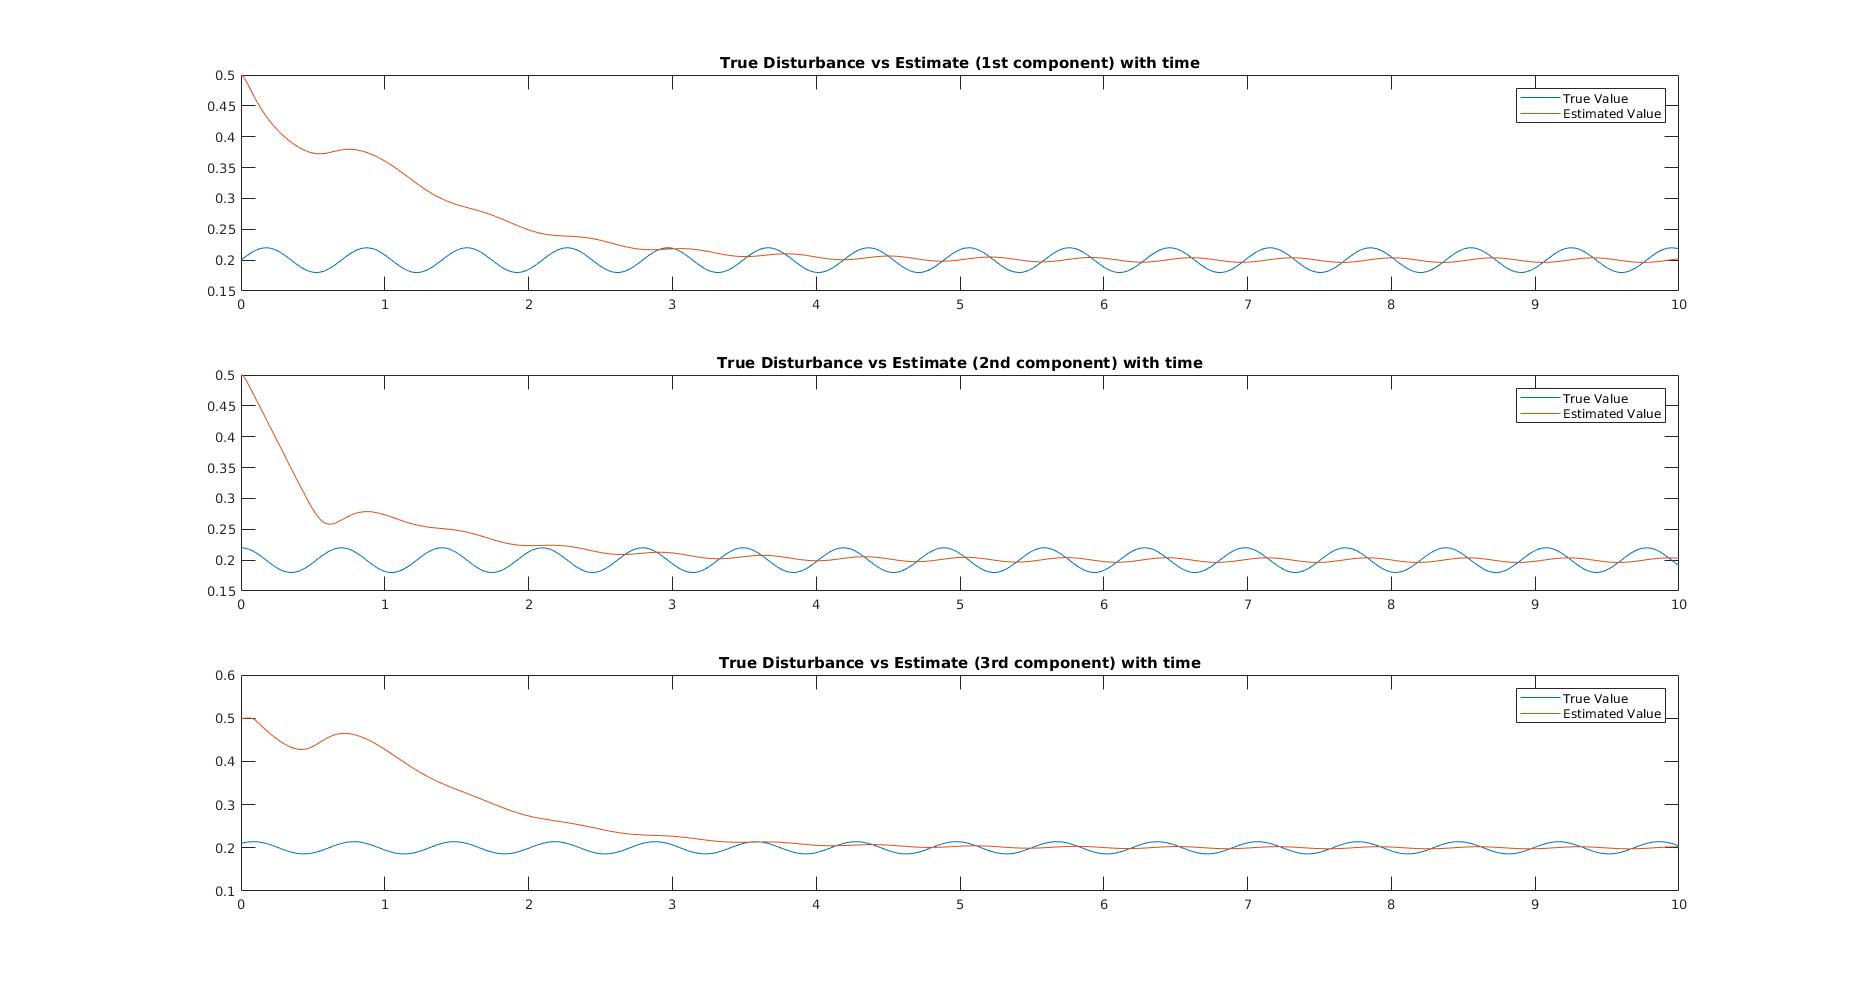 True Disturbance vs Estimate (1st component) with time
0.5
0.45
0.4
0.35
0.3
0.25
0.2
0.15
True Value
Estimated Value
0 1 2 3 4 5 6 7 8 9 10
True Disturbance vs Estimate (2nd component) with time
0.5
0.45
0.4
0.35
0.3
0.25
0.2
0.15
True Value
Estimated Value
0 1 2 3 4 5 6 7 8 9 10
True Disturbance vs Estimate (3rd component) with time
0.6
0.5
0.4
0.3
0.2
0.1
True Value
Estimated Value
0 1 2 3 4 5 6 7 8 9 10